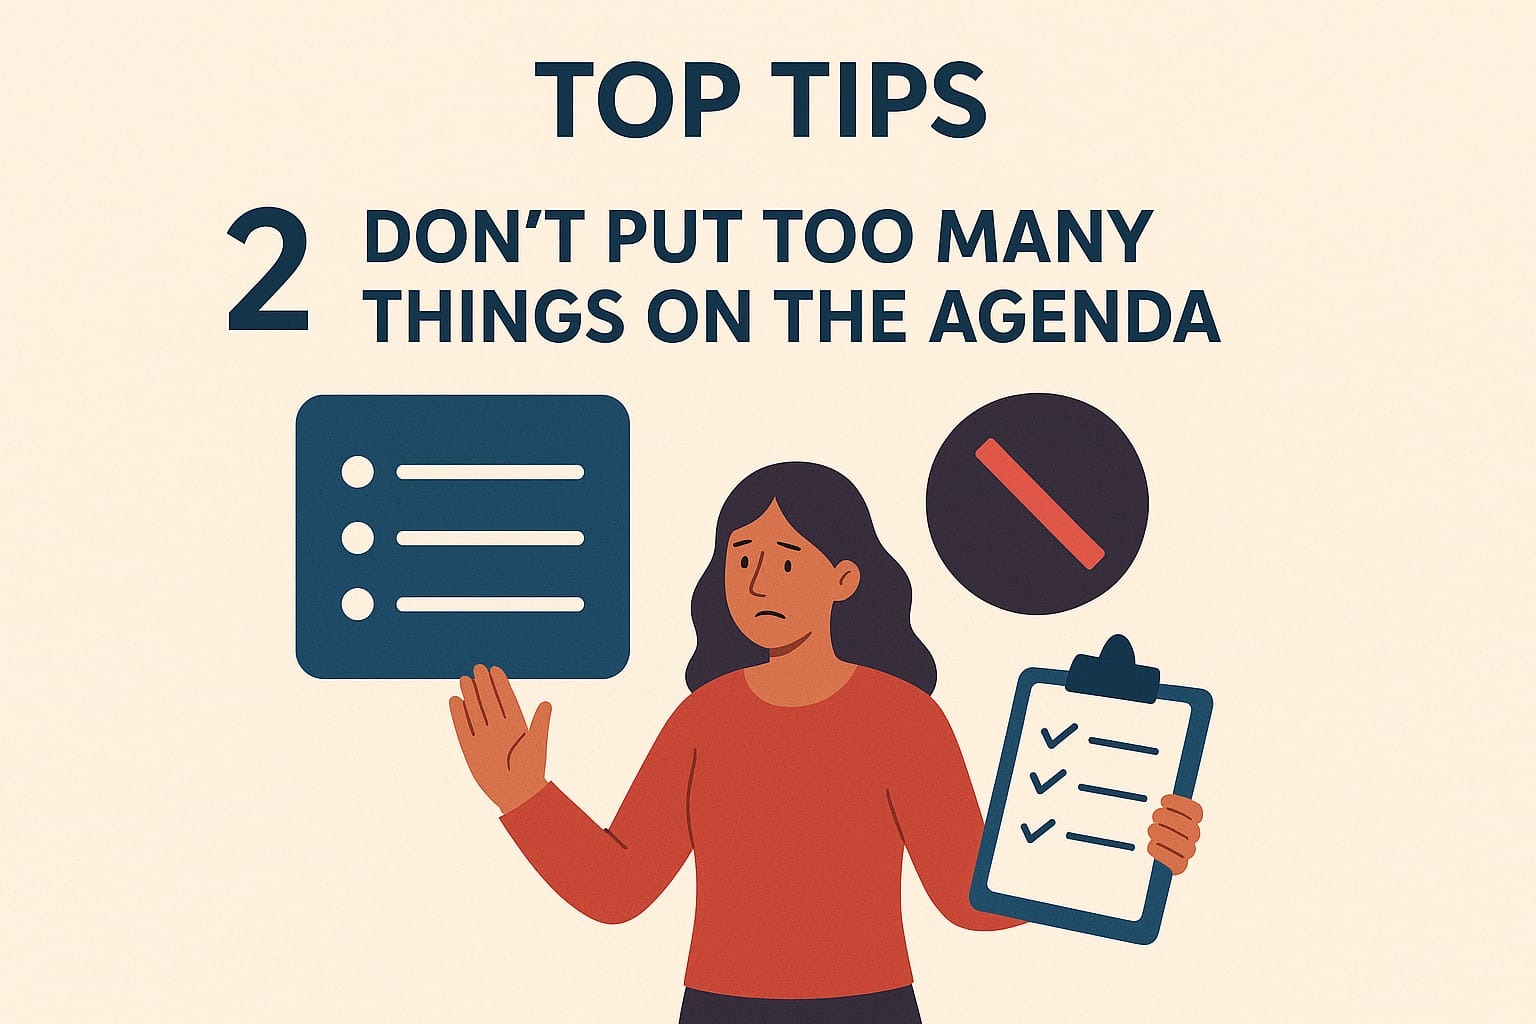 TOP TIPS
2 DON'T PUT TOO MANY
THINGS ON THE AGENDA